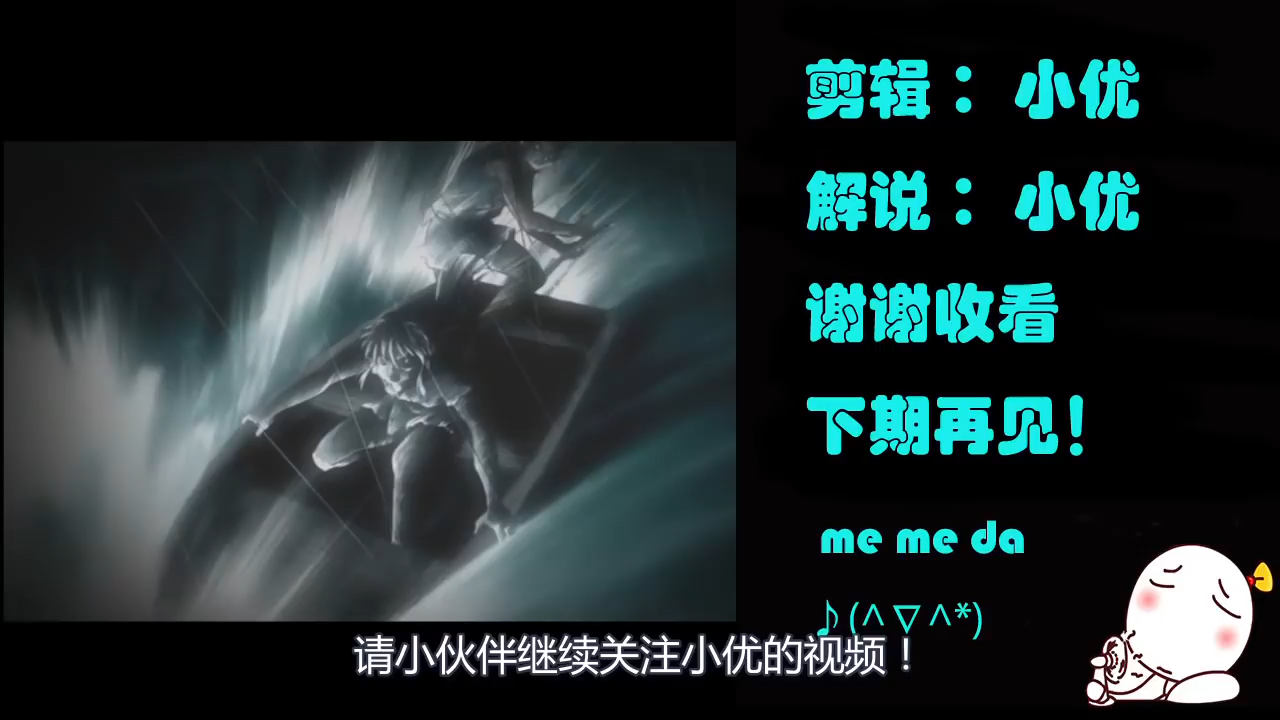 剪辑：小优
解说：小优
谢谢收看
下期再见！
me me da
♪(∧▽∧*)
请小伙伴继续关注小优的视频！